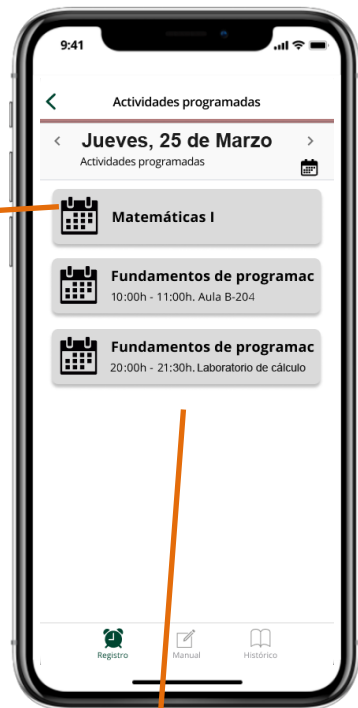 9:41
Actividades programadas
Jueves, 25 de Marzo
Actividades programadas
Matemáticas I
Fundamentos de programac
10:00h - 11:00h. Aula B-204
Fundamentos de programac
20:00h - 21:30h. Laboratorio de cálculo
Registro Manual Histórico